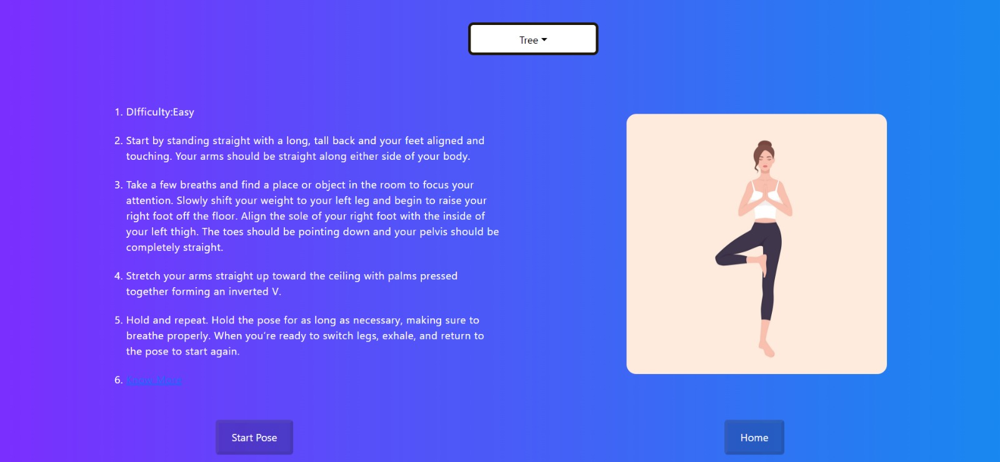 Tree
1. DIfficulty:Easy
2. Start by standing straight with a long, tall back and your feet aligned and
touching. Your arms should be straight along either side of your body.
3. Take a few breaths and find a place or object in the room to focus your
attention. Slowly shift your weight to your left leg and begin to raise your
right foot off the floor. Align the sole of your right foot with the inside of
your left thigh. The toes should be pointing down and your pelvis should be
completely straight.
4. Stretch your arms straight up toward the ceiling with palms pressed
together forming an inverted V.
5. Hold and repeat. Hold the pose for as long as necessary, making sure to
breathe properly. When you're ready to switch legs, exhale, and return to
the pose to start again.
6. Know More
Start Pose
Home